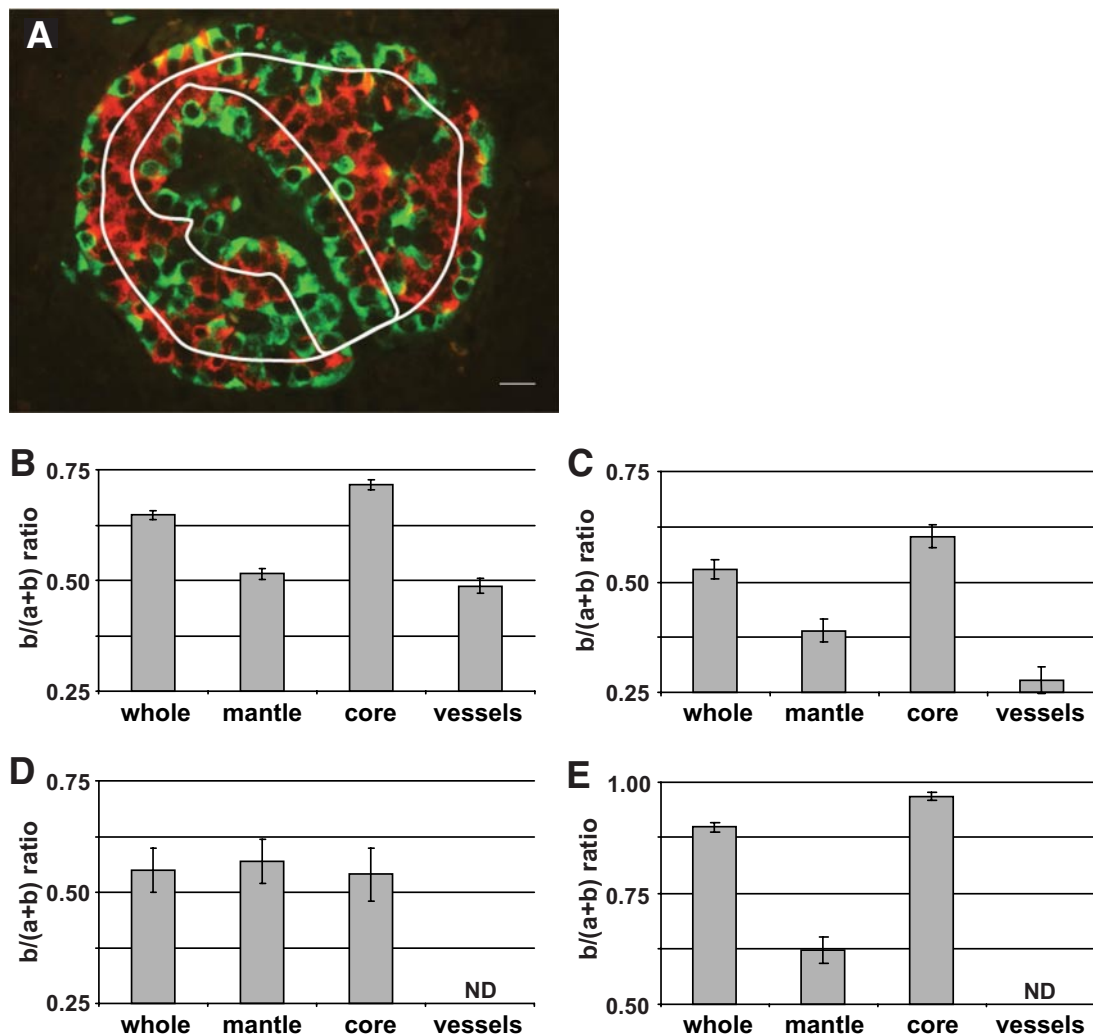 A
B
0.75
0.50
0.25
b/(a+b) ratio
whole mantle core vessels
C
0.75
0.50
0.25
b/(a+b) ratio
whole mantle core vessels
D
0.75
0.50
0.25
b/(a+b) ratio
ND
whole mantle core vessels
E
1.00
0.75
0.50
b/(a+b) ratio
ND
whole mantle core vessels